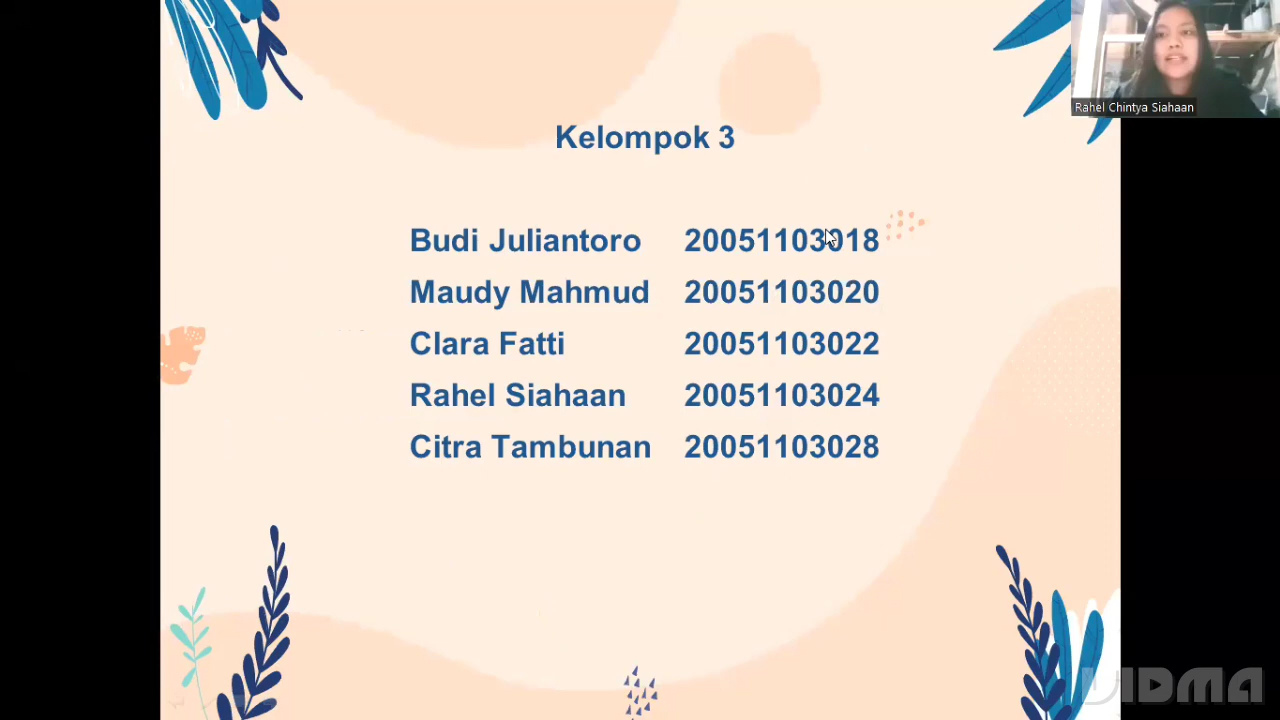 Rahel Chintya Siahaan
Kelompok 3
Budi Juliantoro 20051103018
Maudy Mahmud 20051103020
Clara Fatti 20051103022
Rahel Siahaan 20051103024
Citra Tambunan 20051103028
VIDMA